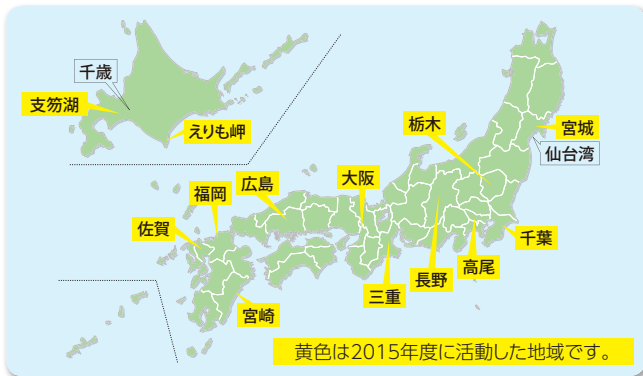 千歳
支笏湖
えりも岬
栃木
宮城
仙台湾
大阪
広島
福岡
佐賀
千葉
高尾
長野
三重
宮崎
黄色は2015年度に活動した地域です。